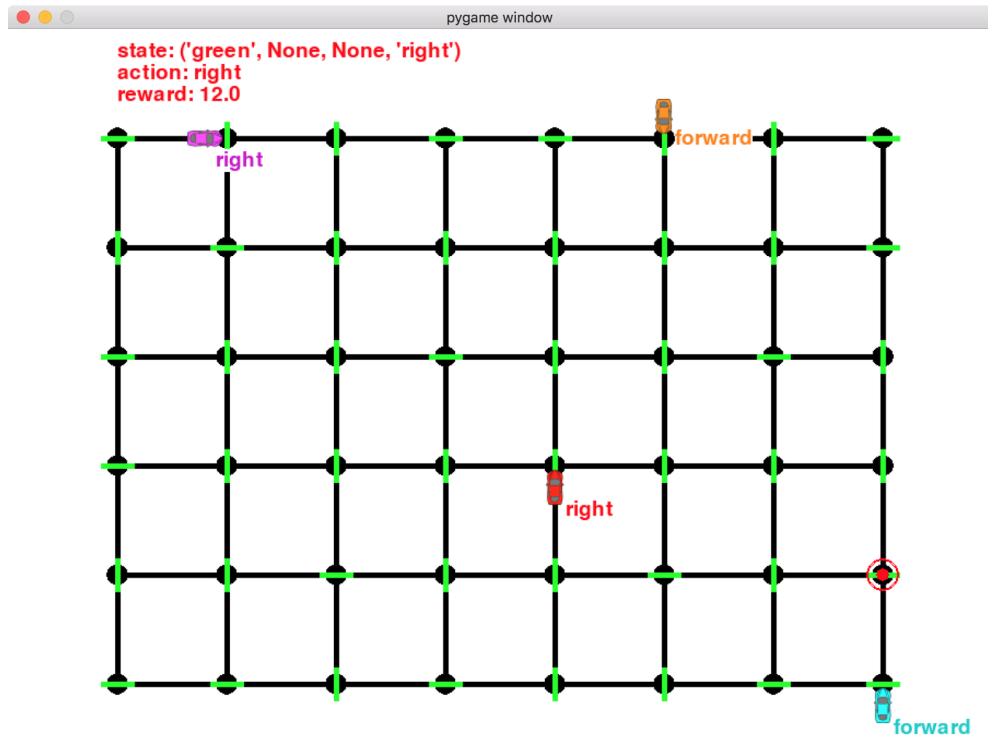 pygame window
state: ('green', None, None, 'right')
action: right
reward: 12.0
forward
right
right
forward